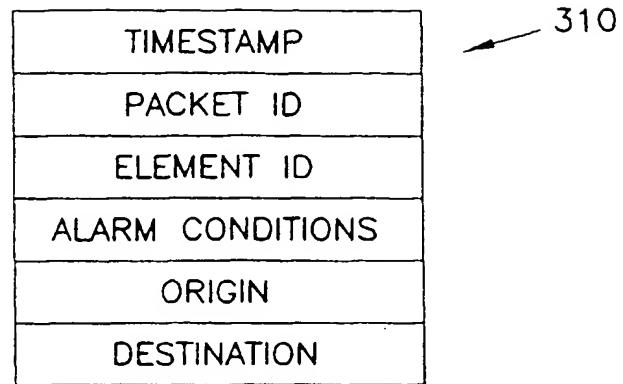 310
TIMESTAMP
PACKET ID
ELEMENT ID
ALARM CONDITIONS
ORIGIN
DESTINATION